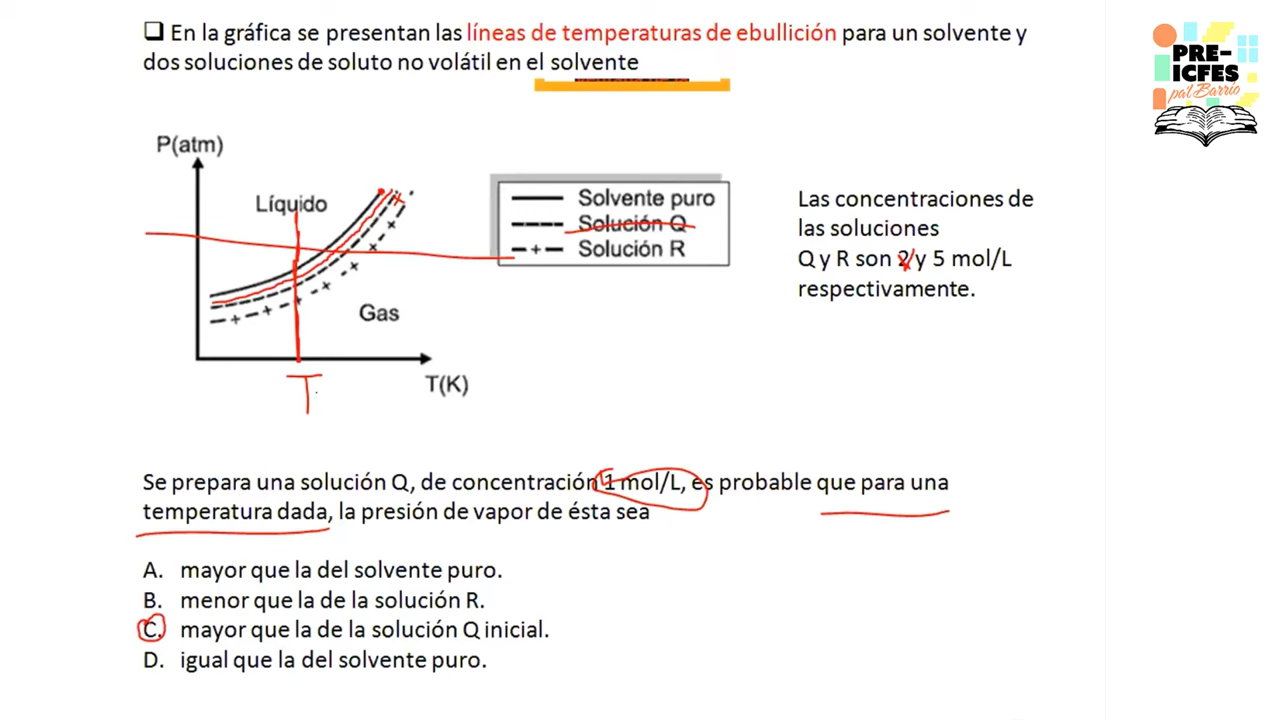 En la gráfica se presentan las líneas de temperaturas de ebullición para un solvente y
dos soluciones de soluto no volátil en el solvente
PRE-
ICFES
pa'l Barrio
P(atm)
Líquido
Gas
T(K)
T
Solvente puro
Solución Q
Solución R
Las concentraciones de
las soluciones
Q y R son 2 y 5 mol/L
respectivamente.
Se prepara una solución Q, de concentración 1 mol/L, es probable que para una
temperatura dada, la presión de vapor de ésta sea
A. mayor que la del solvente puro.
B. menor que la de la solución R.
C. mayor que la de la solución Q inicial.
D. igual que la del solvente puro.